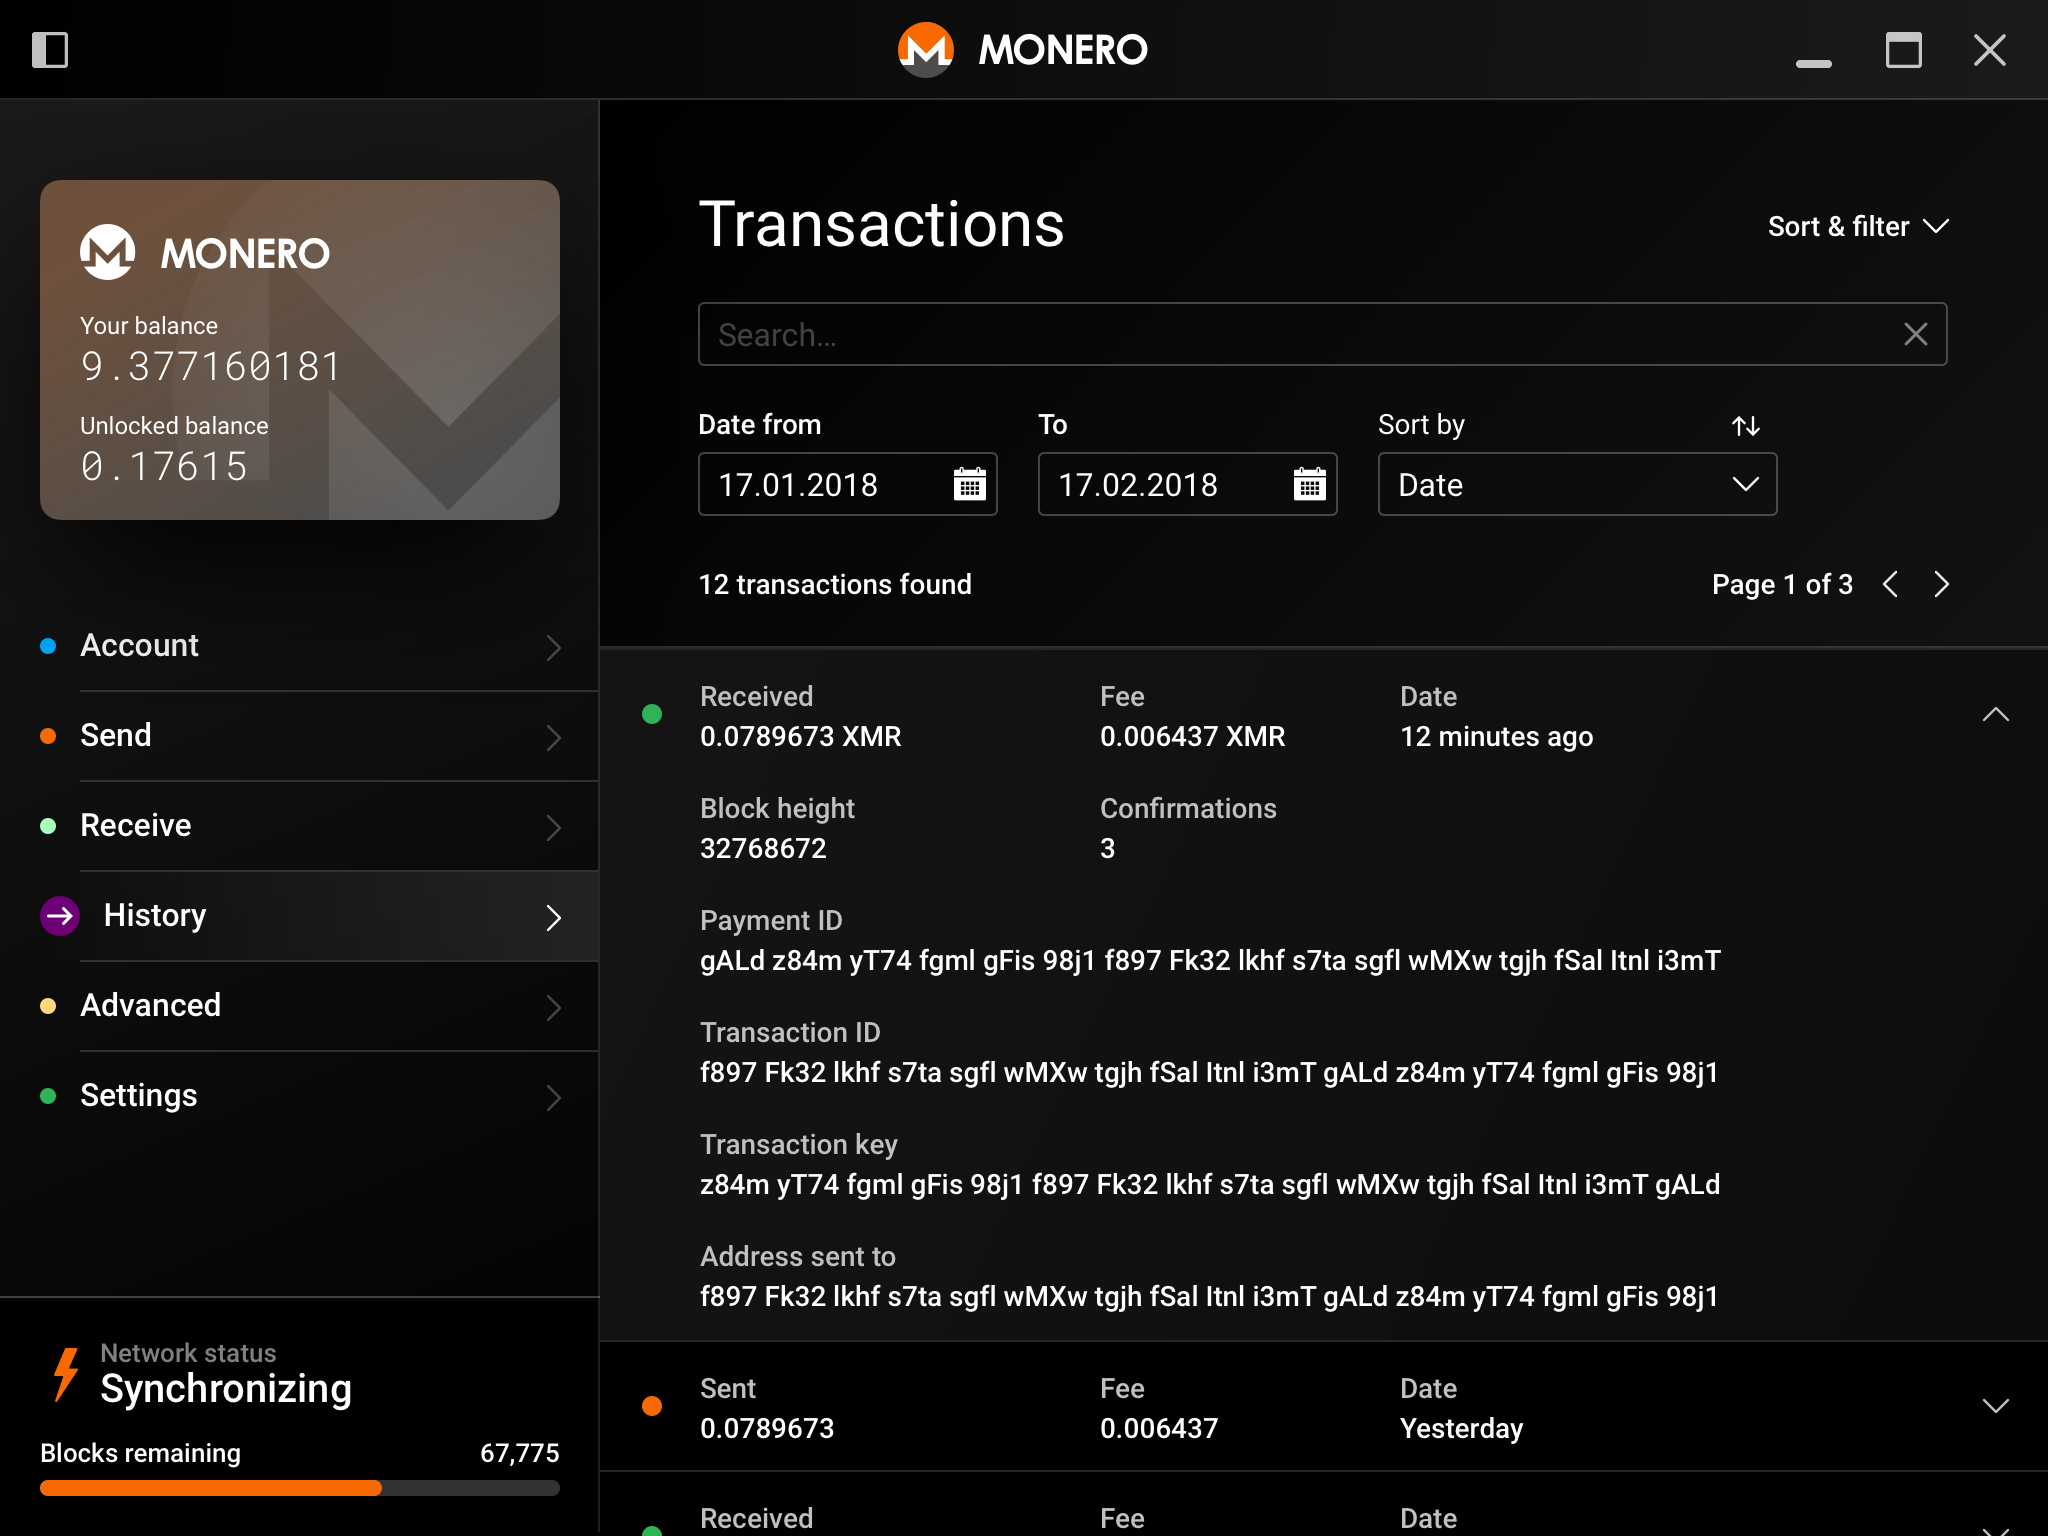 MONERO
MONERO
Your balance
9.377160181
Unlocked balance
0.17615
Account
Send
Receive
History
Advanced
Settings
Network status
Synchronizing
Blocks remaining 67,775
Transactions
Sort & filter
Search...
Date from To Sort by
17.01.2018 17.02.2018 Date
12 transactions found Page 1 of 3
Received Fee Date
0.0789673 XMR 0.006437 XMR 12 minutes ago
Block height Confirmations
32768672 3
Payment ID
gALd z84m yT74 fgml gFis 98j1 f897 Fk32 lkhf s7ta sgfl wMXw tgjh fSal Itnl i3mT
Transaction ID
f897 Fk32 lkhf s7ta sgfl wMXw tgjh fSal Itnl i3mT gALd z84m yT74 fgml gFis 98j1
Transaction key
z84m yT74 fgml gFis 98j1 f897 Fk32 lkhf s7ta sgfl wMXw tgjh fSal Itnl i3mT gALd
Address sent to
f897 Fk32 lkhf s7ta sgfl wMXw tgjh fSal Itnl i3mT gALd z84m yT74 fgml gFis 98j1
Sent Fee Date
0.0789673 0.006437 Yesterday
Received Fee Date